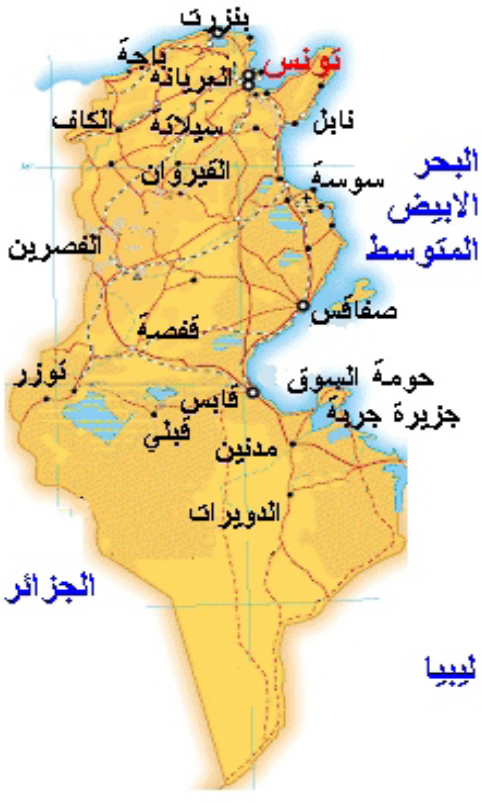 بنزرت
باجة
تونس
العريانة
الكاف
سيلانة
نابل
القيروان
سوسة
البحر
الابيض
المتوسط
القصرين
صفاقس
قفصة
توزر
حومة السوق
جزيرة جربة
قابس
قبلي
مدنين
الدويرات
الجزائر
ليبيا